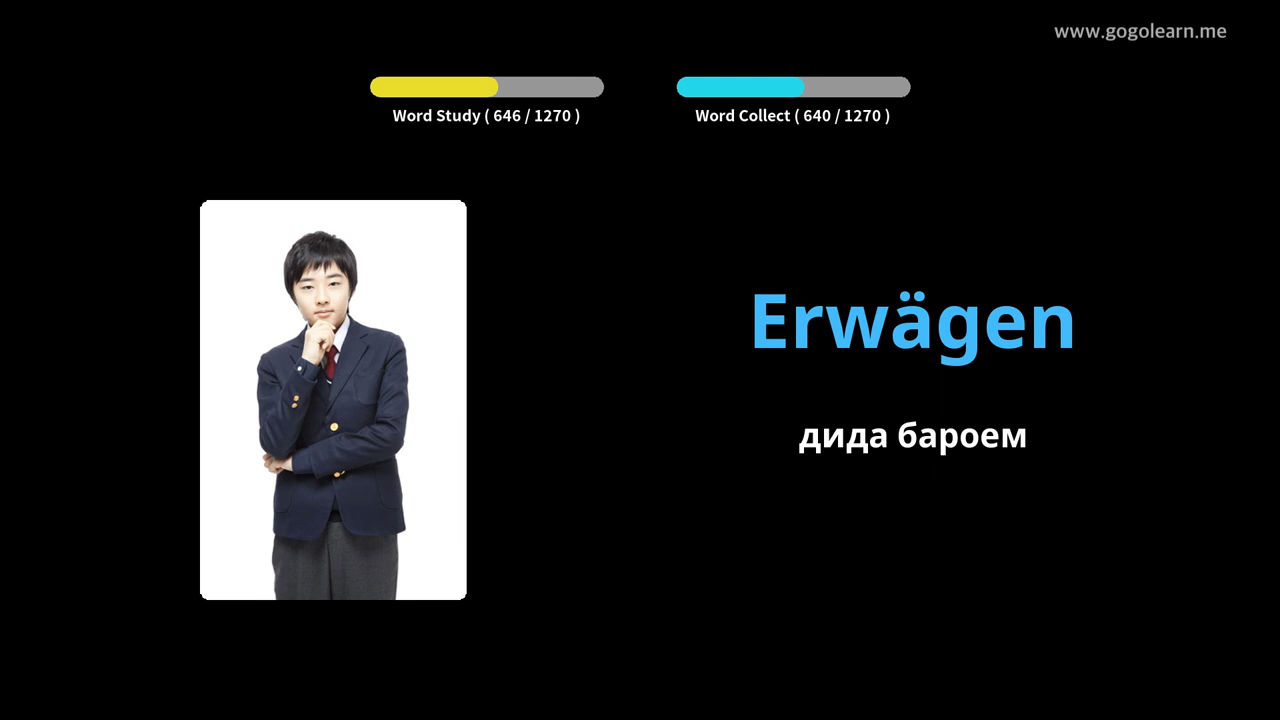 www.gogolearn.me
Word Study ( 646 / 1270 )
Word Collect ( 640 / 1270 )
Erwägen
дида бароем